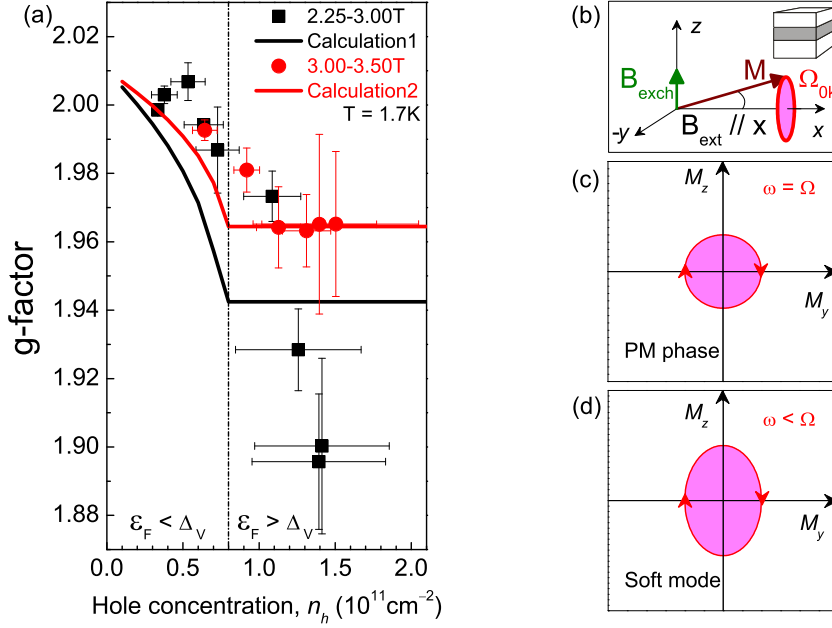 (a)
2.25-3.00T
Calculation1
3.00-3.50T
Calculation2
T = 1.7K
2.02
2.00
1.98
1.96
1.94
1.92
1.90
1.88
g-factor
ε_F < Δ_V
ε_F > Δ_V
0.0 0.5 1.0 1.5 2.0
Hole concentration, n_h (10^11 cm^−2)
(b)
z
B_exch
M
Ω_0k
-y
B_ext // x
x
(c)
M_z
ω = Ω
M_y
PM phase
(d)
M_z
ω < Ω
M_y
Soft mode